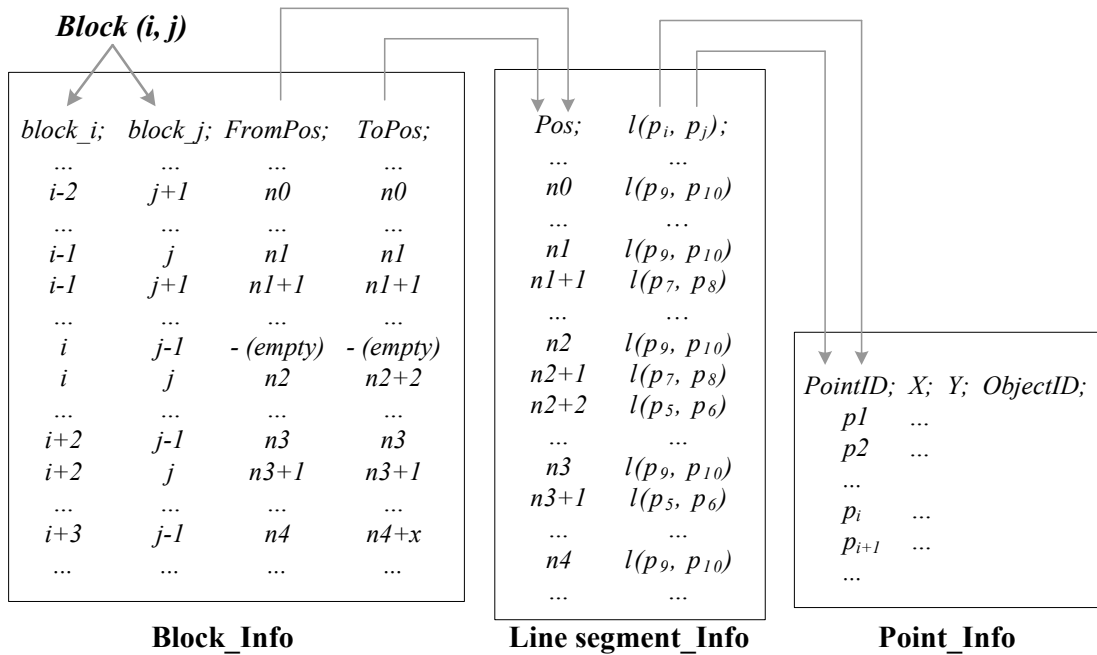 Block (i, j)
block_i; block_j; FromPos; ToPos;
... ... ... ...
i-2 j+1 n0 n0
... ... ... ...
i-1 j n1 n1
i-1 j+1 n1+1 n1+1
... ... ... ...
i j-1 - (empty) - (empty)
i j n2 n2+2
... ... ... ...
i+2 j-1 n3 n3
i+2 j n3+1 n3+1
... ... ... ...
i+3 j-1 n4 n4+x
... ... ... ...
Block_Info
Pos; l(pi, pj);
... ...
n0 l(p9, p10)
... ...
n1 l(p9, p10)
n1+1 l(p7, p8)
... ...
n2 l(p9, p10)
n2+1 l(p7, p8)
n2+2 l(p5, p6)
... ...
n3 l(p9, p10)
n3+1 l(p5, p6)
... ...
n4 l(p9, p10)
... ...
Line segment_Info
PointID; X; Y; ObjectID;
p1 ...
p2 ...
...
pi ...
pi+1 ...
...
Point_Info